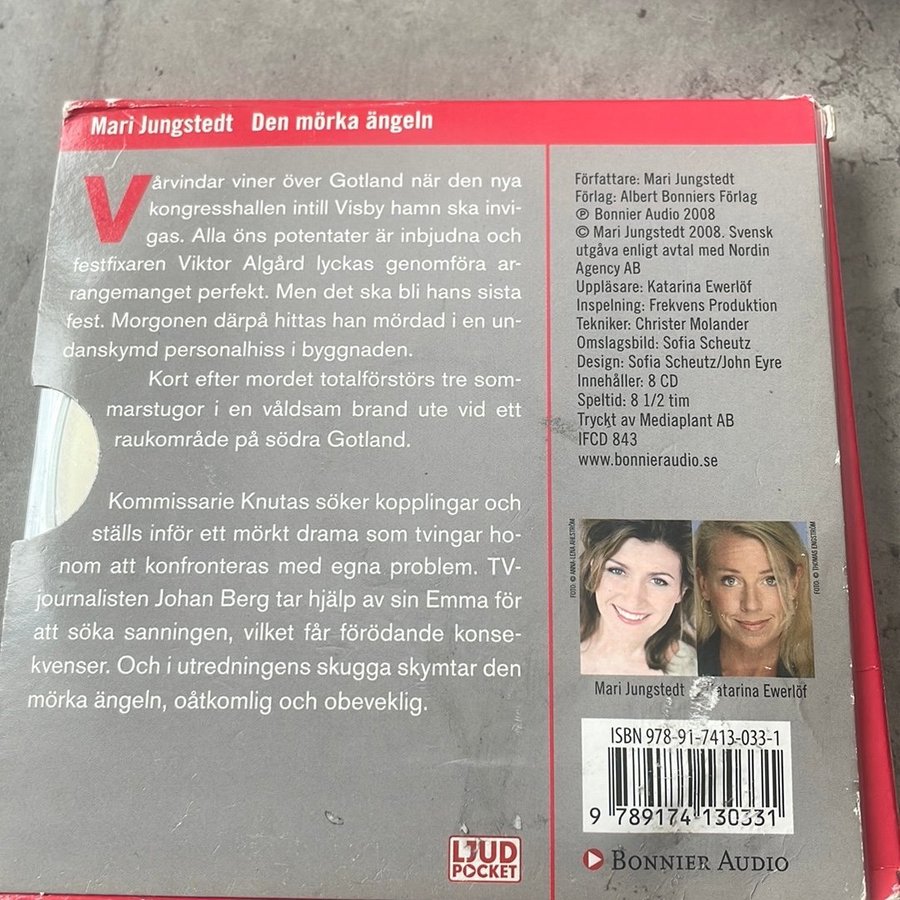 Mari Jungstedt Den mörka ängeln
Vårvindar viner över Gotland när den nya
kongresshallen intill Visby hamn ska invi-
gas. Alla öns potentater är inbjudna och
festfixaren Viktor Algård lyckas genomföra ar-
rangemanget perfekt. Men det ska bli hans sista
fest. Morgonen därpå hittas han mördad i en un-
danskymd personalhiss i byggnaden.
Kort efter mordet totalförstörs tre som-
marstugor i en våldsam brand ute vid ett
raukområde på södra Gotland.
Kommissarie Knutas söker kopplingar och
ställs inför ett mörkt drama som tvingar ho-
nom att konfronteras med egna problem. TV-
journalisten Johan Berg tar hjälp av sin Emma för
att söka sanningen, vilket får förödande konse-
kvenser. Och i utredningens skugga skymtar den
mörka ängeln, oåtkomlig och obeveklig.
LJUD
POCKET
Författare: Mari Jungstedt
Förlag: Albert Bonniers Förlag
℗ Bonnier Audio 2008
© Mari Jungstedt 2008. Svensk
utgåva enligt avtal med Nordin
Agency AB
Uppläsare: Katarina Ewerlöf
Inspelning: Frekvens Produktion
Tekniker: Christer Molander
Omslagsbild: Sofia Scheutz
Design: Sofia Scheutz/John Eyre
Innehåller: 8 CD
Speltid: 8 1/2 tim
Tryckt av Mediaplant AB
IFCD 843
www.bonnieraudio.se
FOTO: © ANNA-LENA AHLSTRÖM
FOTO: © THOMAS ENGSTRÖM
Mari Jungstedt Katarina Ewerlöf
ISBN 978-91-7413-033-1
9 789174 130331
BONNIER AUDIO